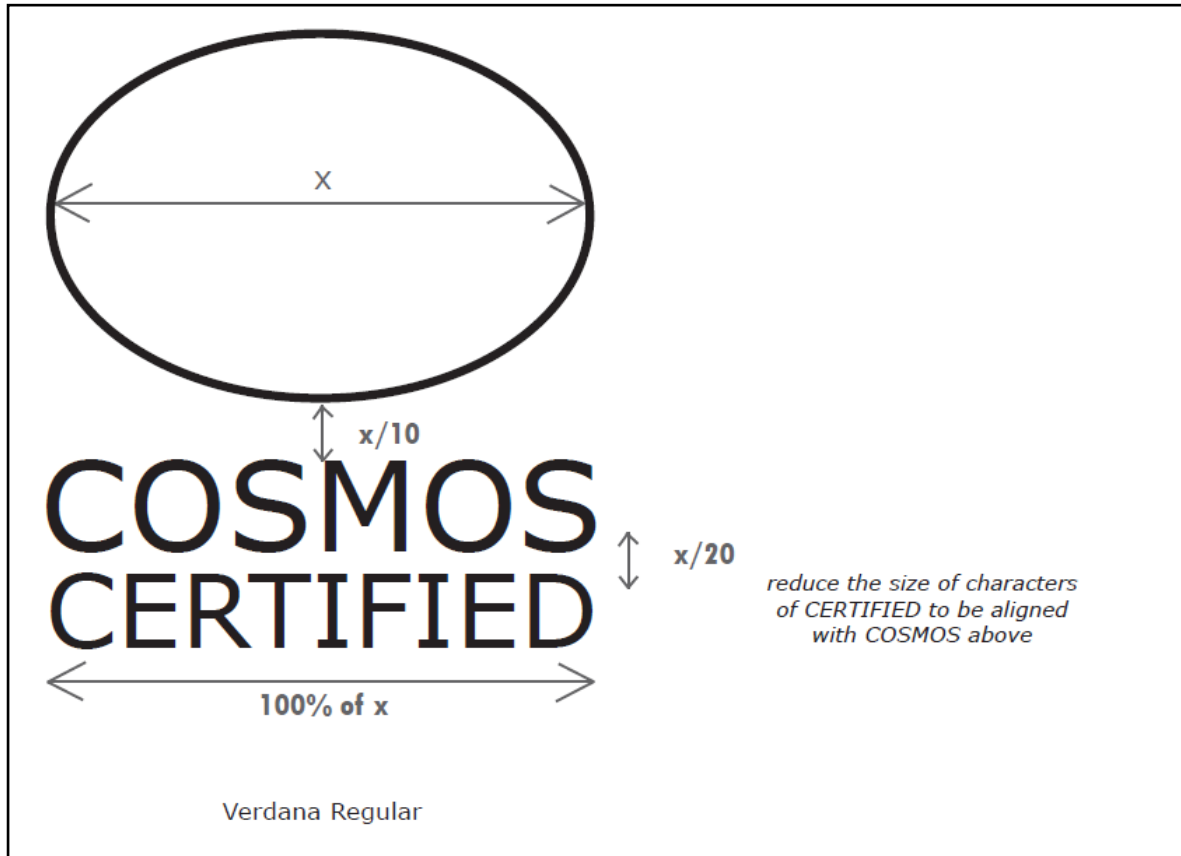 x
x/10
COSMOS
x/20
CERTIFIED
reduce the size of characters
of CERTIFIED to be aligned
with COSMOS above
100% of x
Verdana Regular